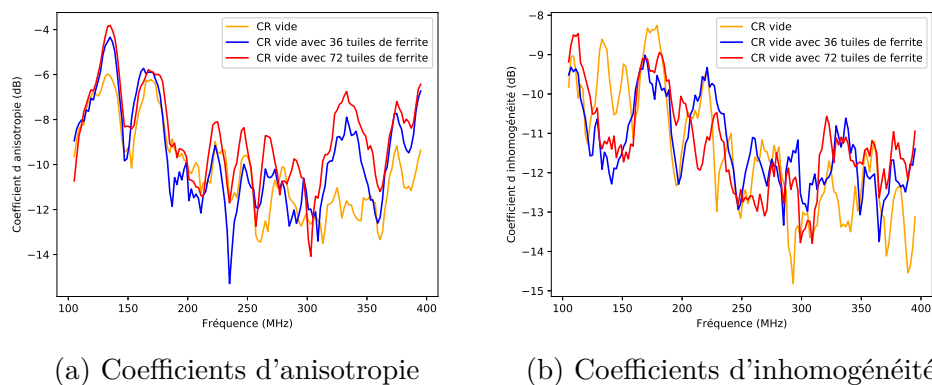 −4
−6
−8
−10
−12
−14
Coefficient d anisotropie (dB)
CR vide
CR vide avec 36 tuiles de ferrite
CR vide avec 72 tuiles de ferrite
100
150
200
250
300
350
400
Fréquence (MHz)
(a) Coefficients d'anisotropie
−8
−9
−10
−11
−12
−13
−14
−15
Coefficient d inhomogénéité (dB)
CR vide
CR vide avec 36 tuiles de ferrite
CR vide avec 72 tuiles de ferrite
100
150
200
250
300
350
400
Fréquence (MHz)
(b) Coefficients d'inhomogénéité